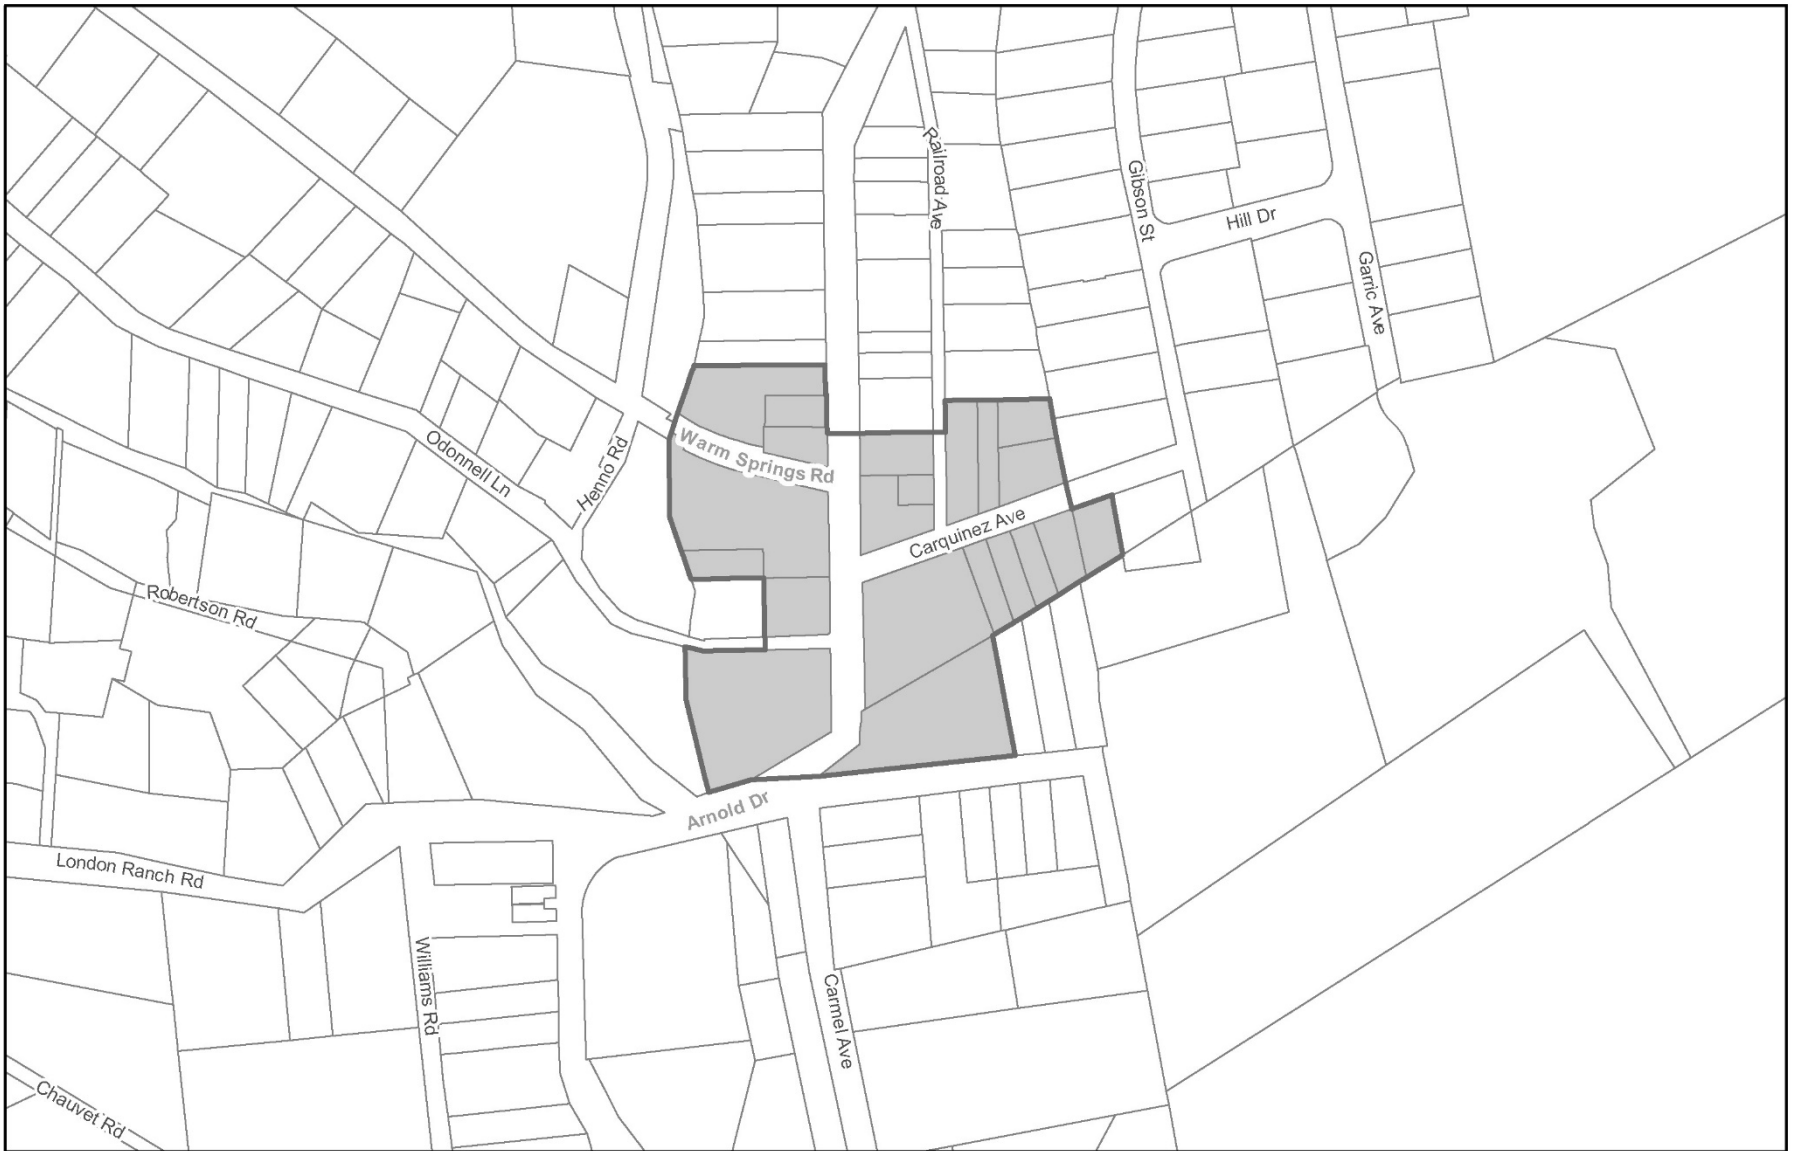 Railroad Ave
Gibson St
Hill Dr
Garric Ave
Warm Springs Rd
Odonnell Ln
Henno Rd
Carquinez Ave
Robertson Rd
Arnold Dr
London Ranch Rd
Williams Rd
Carmel Ave
Chauvet Rd